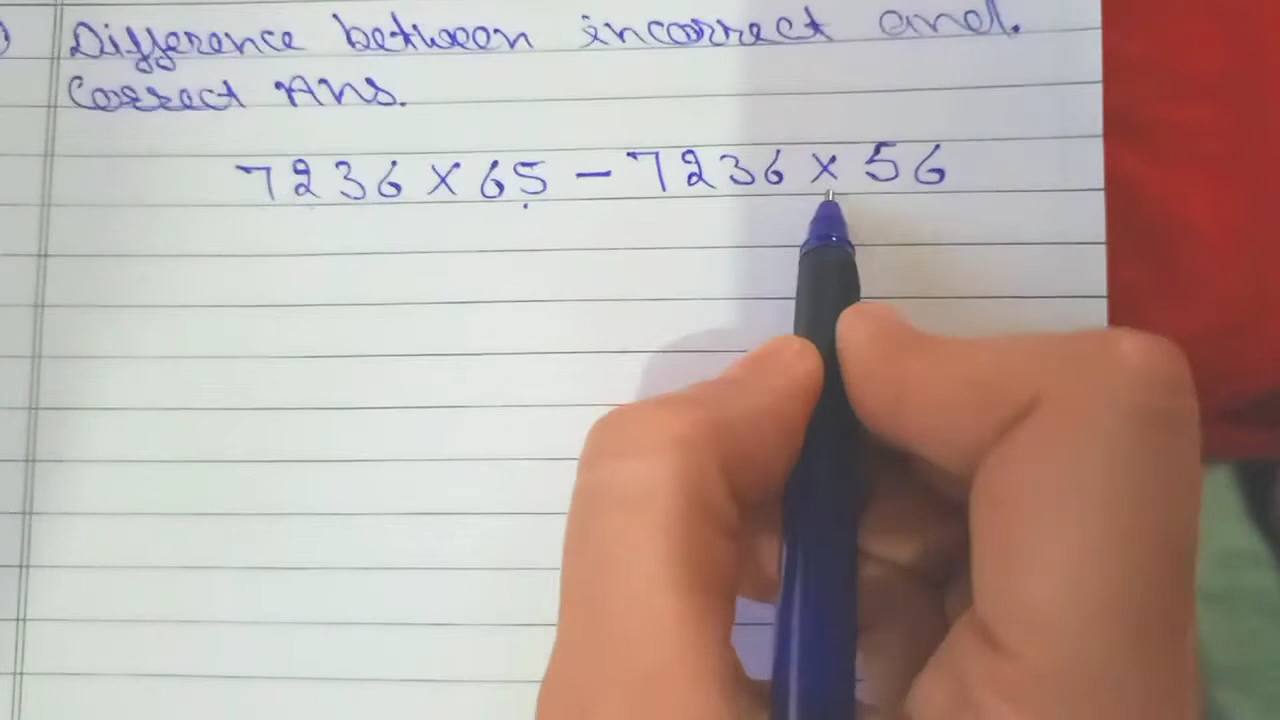 ) Difference between incorrect and.
Correct Ans.
7236 × 65 − 7236 × 56